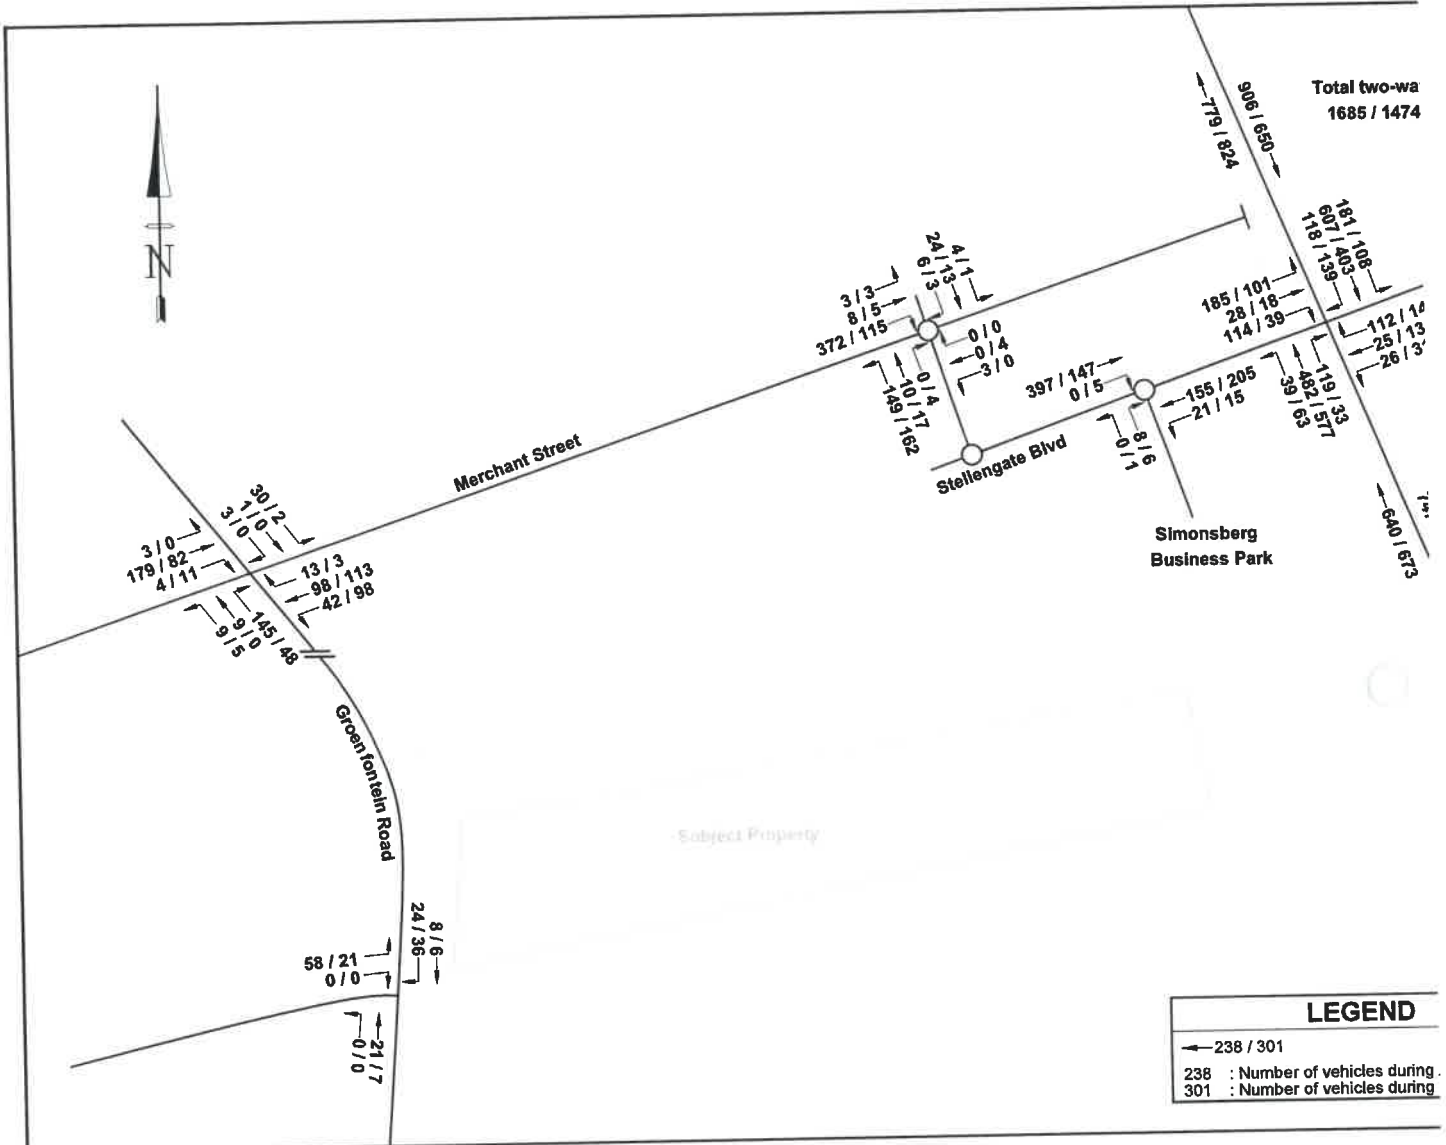 Total two-wa
1685 / 1474
906 / 650
779 / 824
N
181 / 108
607 / 403
118 / 139
4 / 1
24 / 13
6 / 3
3 / 3
8 / 5
372 / 115
185 / 101
28 / 18
114 / 39
0 / 0
0 / 4
3 / 0
112 / 14
25 / 13
26 / 3
397 / 147
0 / 5
155 / 205
21 / 15
0 / 4
10 / 17
149 / 162
119 / 33
482 / 577
39 / 63
8 / 6
0 / 1
Merchant Street
Stellengate Blvd
Simonsberg
Business Park
640 / 673
30 / 2
1 / 0
3 / 0
3 / 0
179 / 82
4 / 11
13 / 3
98 / 113
42 / 98
145 / 48
9 / 0
9 / 5
Groenfontein Road
Subject Property
8 / 6
24 / 36
58 / 21
0 / 0
21 / 7
0 / 0
LEGEND
238 / 301
238 : Number of vehicles during
301 : Number of vehicles during